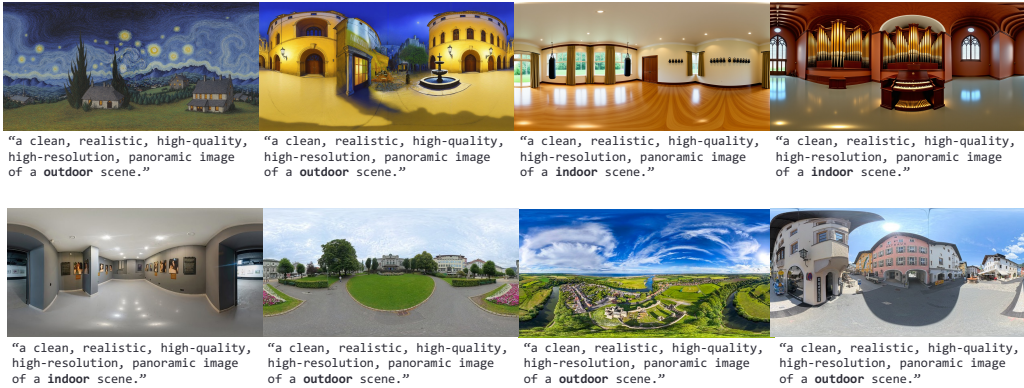 “a clean, realistic, high-quality,
high-resolution, panoramic image
of a outdoor scene.”
“a clean, realistic, high-quality,
high-resolution, panoramic image
of a outdoor scene.”
“a clean, realistic, high-quality,
high-resolution, panoramic image
of a indoor scene.”
“a clean, realistic, high-quality,
high-resolution, panoramic image
of a indoor scene.”
“a clean, realistic, high-quality,
high-resolution, panoramic image
of a indoor scene.”
“a clean, realistic, high-quality,
high-resolution, panoramic image
of a outdoor scene.”
“a clean, realistic, high-quality,
high-resolution, panoramic image
of a outdoor scene.”
“a clean, realistic, high-quality,
high-resolution, panoramic image
of a outdoor scene.”